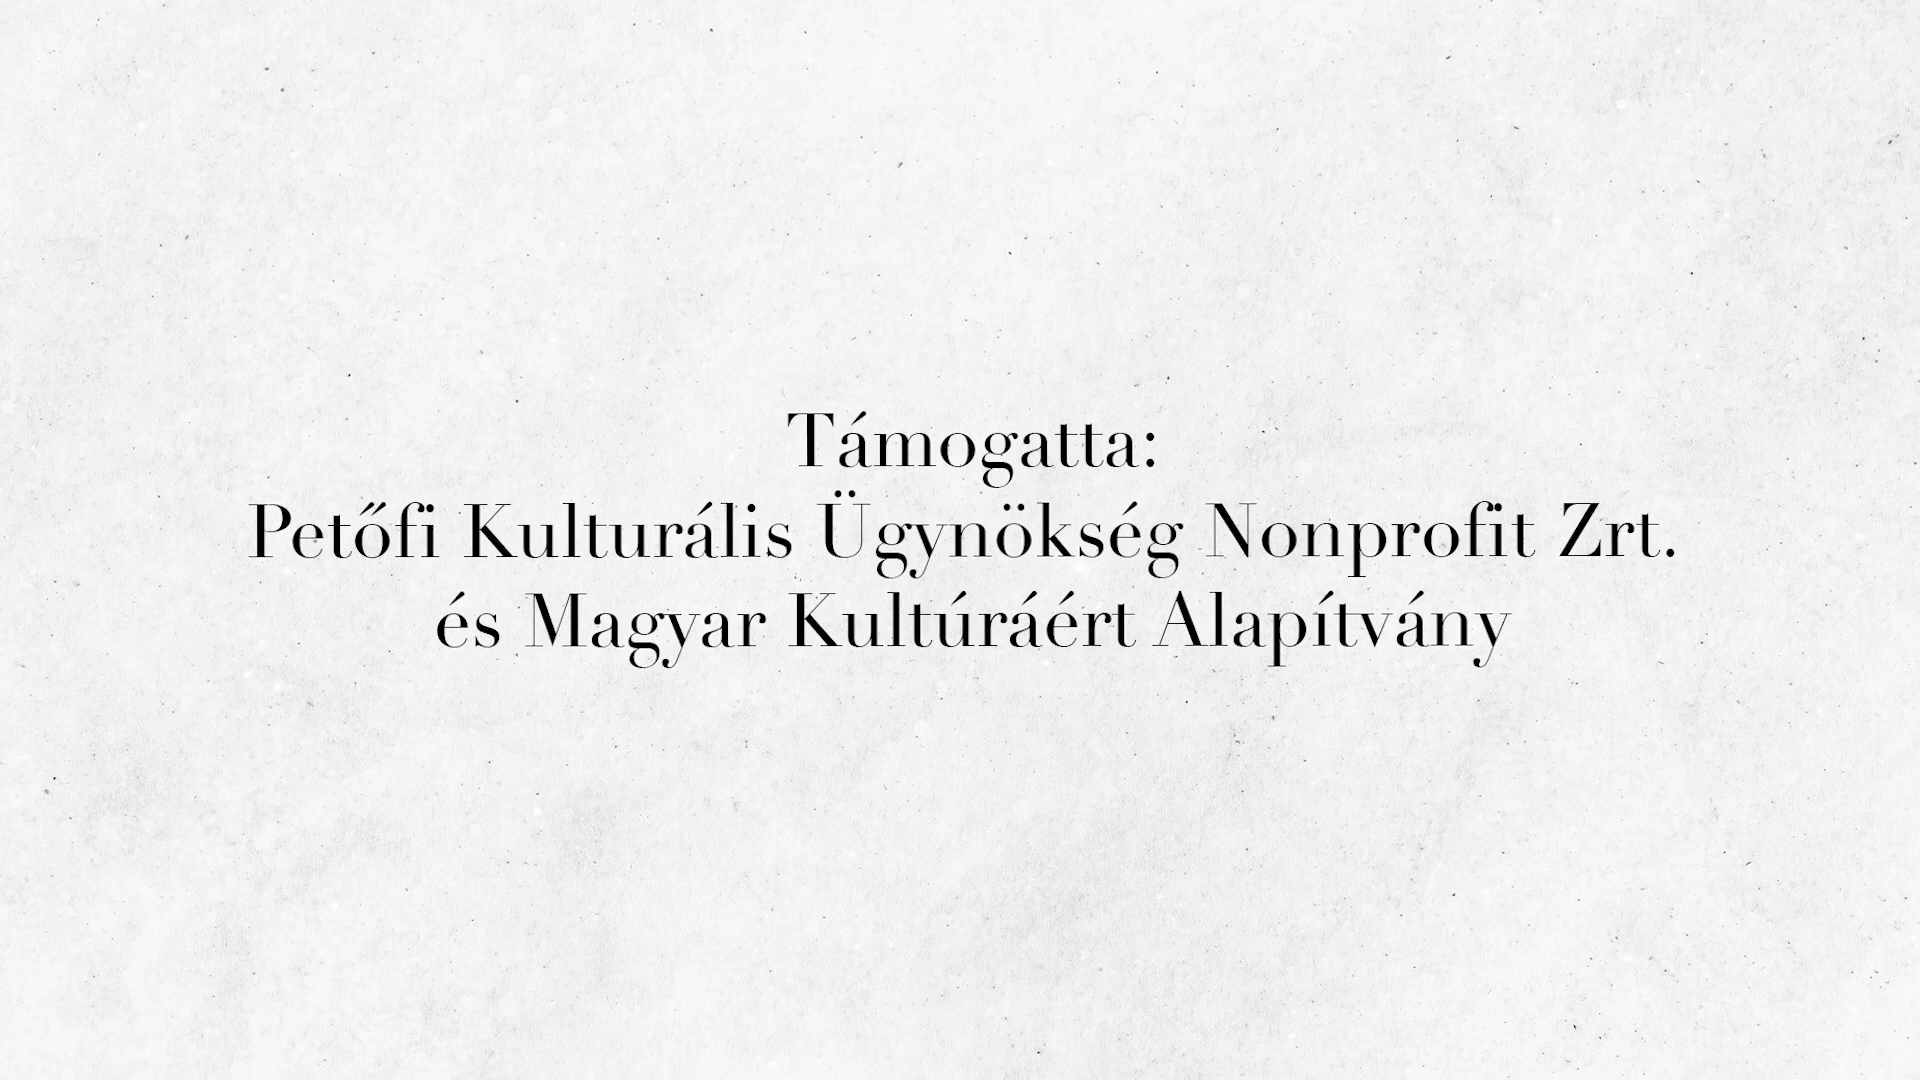 Támogatta:
Petőfi Kulturális Ügynökség Nonprofit Zrt.
és Magyar Kultúráért Alapítvány